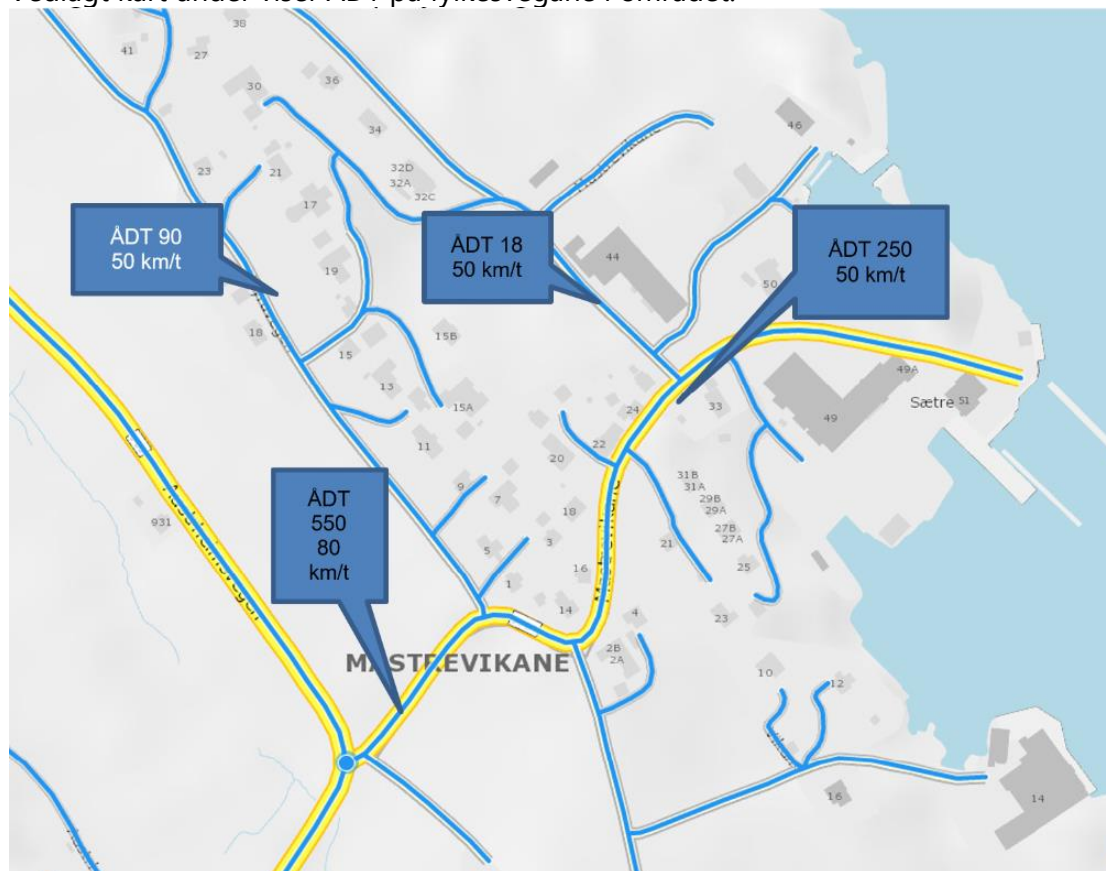 Vedlagt kart under viser ÅDT på fylkesvegane i området.
38
41
27
36
30
46
34
32D
32A
32C
23
21
17
ÅDT 90
50 km/t
ÅDT 18
50 km/t
44
ÅDT 250
50 km/t
19
50
18
15
15B
13
49A
Sætre
51
15A
24
33
49
11
22
20
31B
31A
29B
29A
27B
27A
9
7
18
ÅDT
550
80
km/t
931
5
3
21
25
16
1
14
4
23
MASTREVIKANE
2B
2A
10
12
16
14